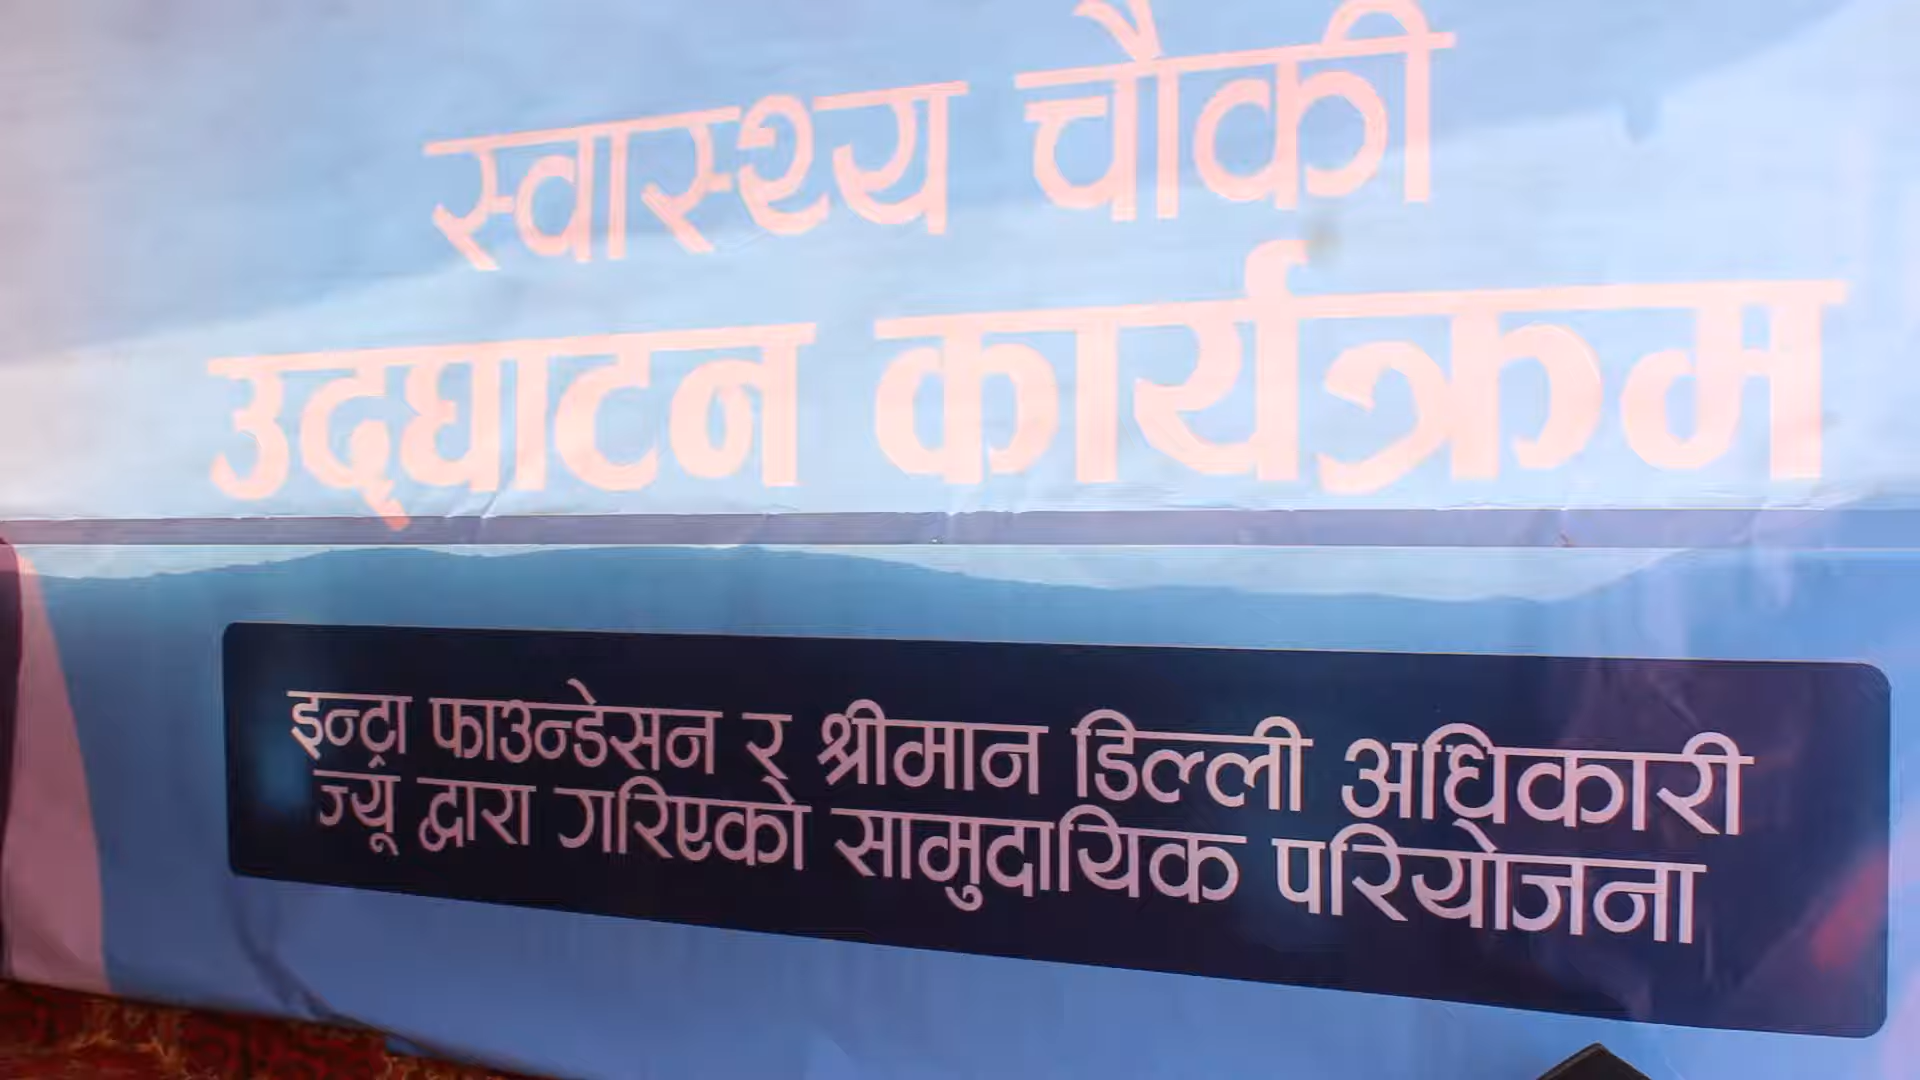 स्वास्थ्य चौकी
उद्घाटन कार्यक्रम
इन्ट्रा फाउन्डेसन र श्रीमान डिल्ली अधिकारी
ज्यूँ द्वारा गरिएको सामुदायिक परियोजना